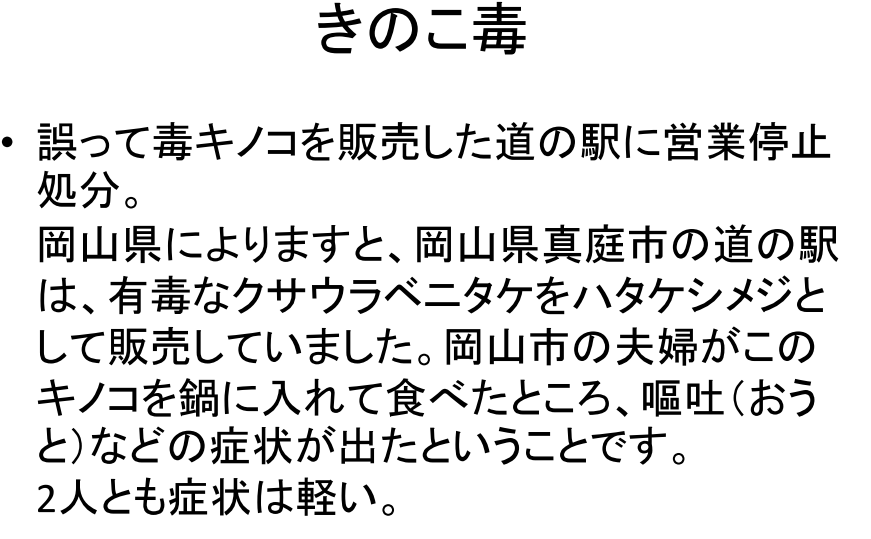 きのこ毒
• 誤って毒キノコを販売した道の駅に営業停止
処分。
岡山県によりますと、岡山県真庭市の道の駅
は、有毒なクサウラベニタケをハタケシメジと
して販売していました。岡山市の夫婦がこの
キノコを鍋に入れて食べたところ、嘔吐（おう
と）などの症状が出たということです。
2人とも症状は軽い。